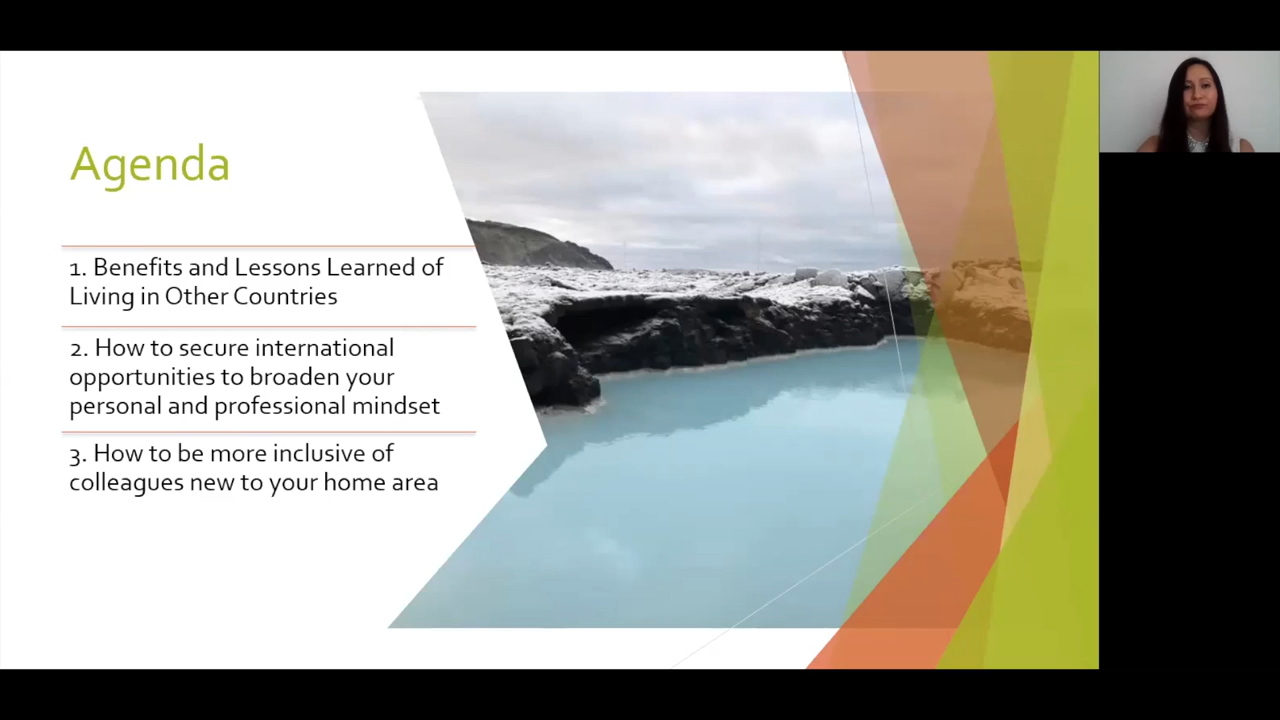 Agenda
1. Benefits and Lessons Learned of
Living in Other Countries
2. How to secure international
opportunities to broaden your
personal and professional mindset
3. How to be more inclusive of
colleagues new to your home area